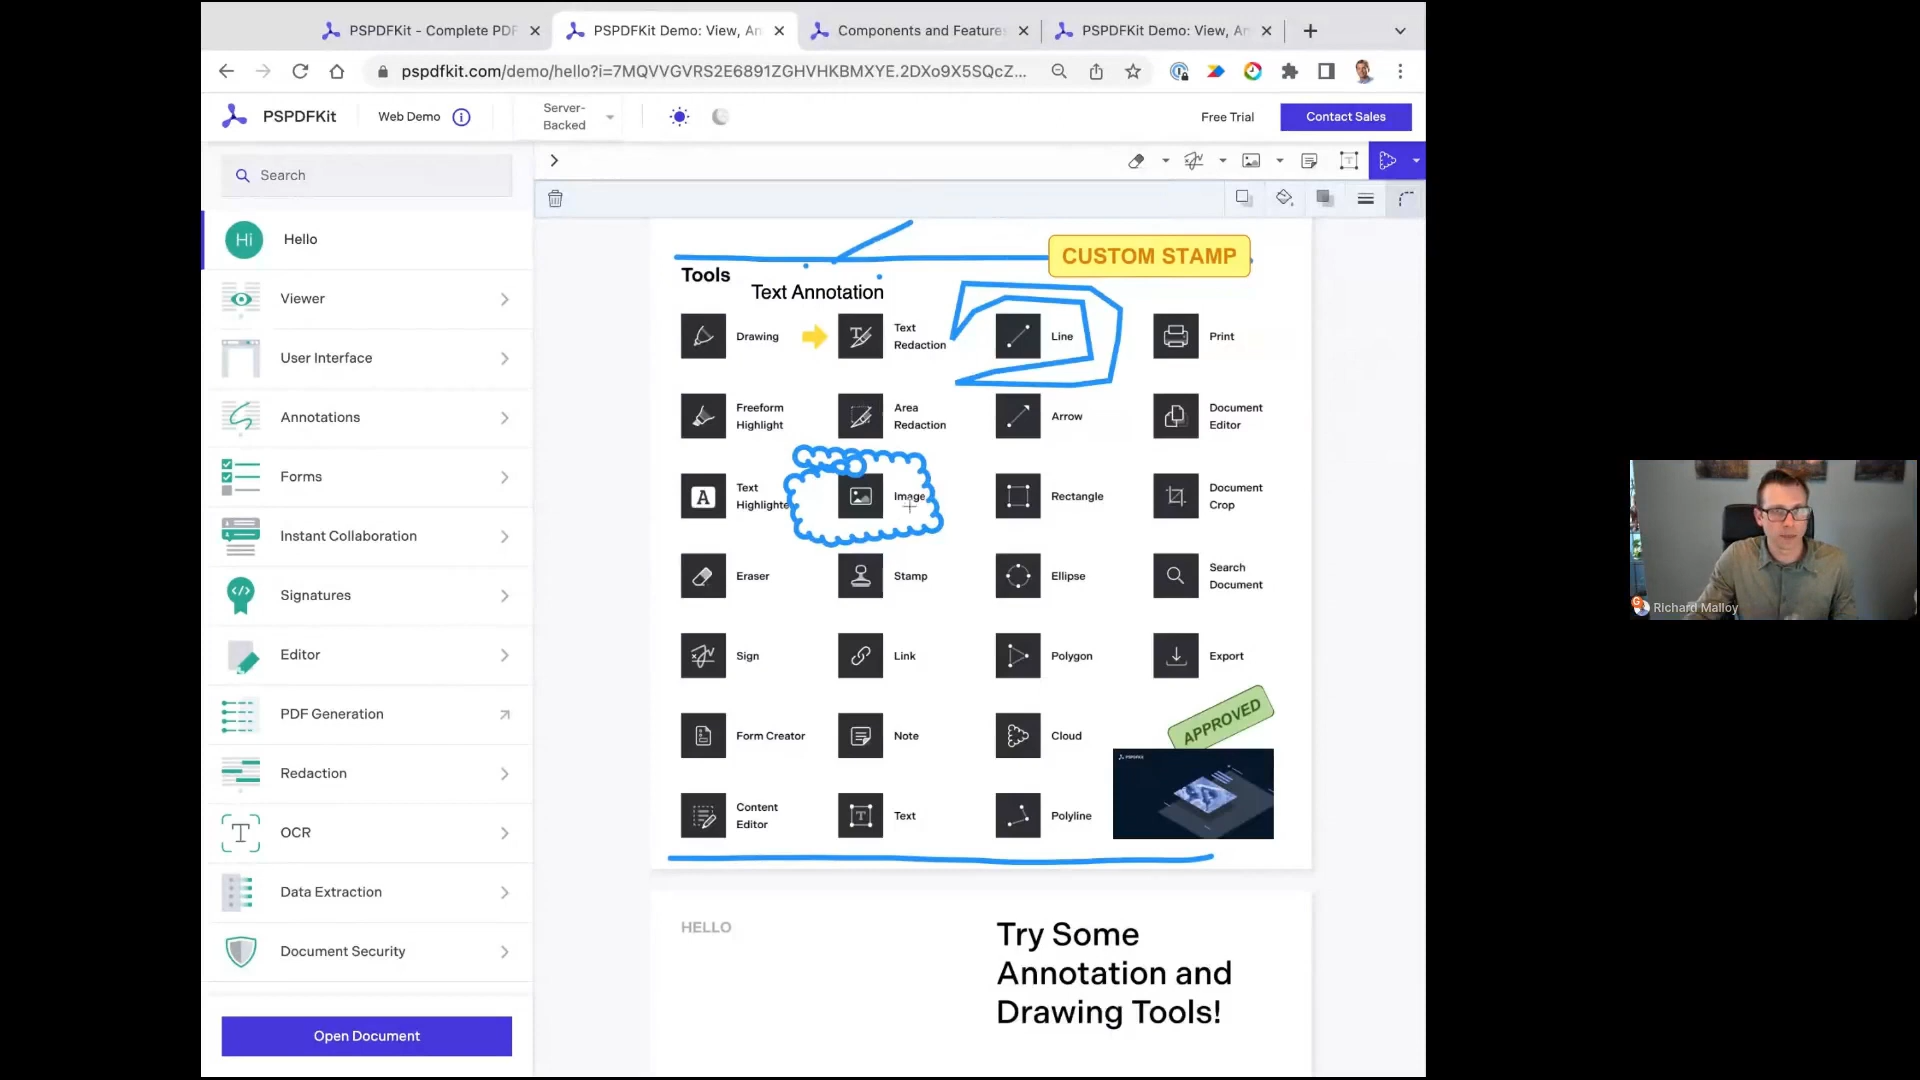 PSPDFKit - Complete PDF
PSPDFKit Demo: View, An
Components and Features
PSPDFKit Demo: View, An
pspdfkit.com/demo/hello?i=7MQVVGVRS2E6891ZGHVHKBMXYE.2DXo9X5SQcZ...
PSPDFKit
Web Demo
Server-
Backed
Free Trial
Contact Sales
Search
Hi
Hello
Viewer
User Interface
Annotations
Forms
Instant Collaboration
Signatures
Editor
PDF Generation
Redaction
OCR
Data Extraction
Document Security
Open Document
CUSTOM STAMP
Tools
Text Annotation
Drawing
Text
Redaction
Line
Print
Freeform
Highlight
Area
Redaction
Arrow
Document
Editor
Text
Highlighte
Image
Rectangle
Document
Crop
Eraser
Stamp
Ellipse
Search
Document
Sign
Link
Polygon
Export
Form Creator
Note
Cloud
APPROVED
PSPDFKIT
Content
Editor
Text
Polyline
HELLO
Try Some
Annotation and
Drawing Tools!
Richard Malloy